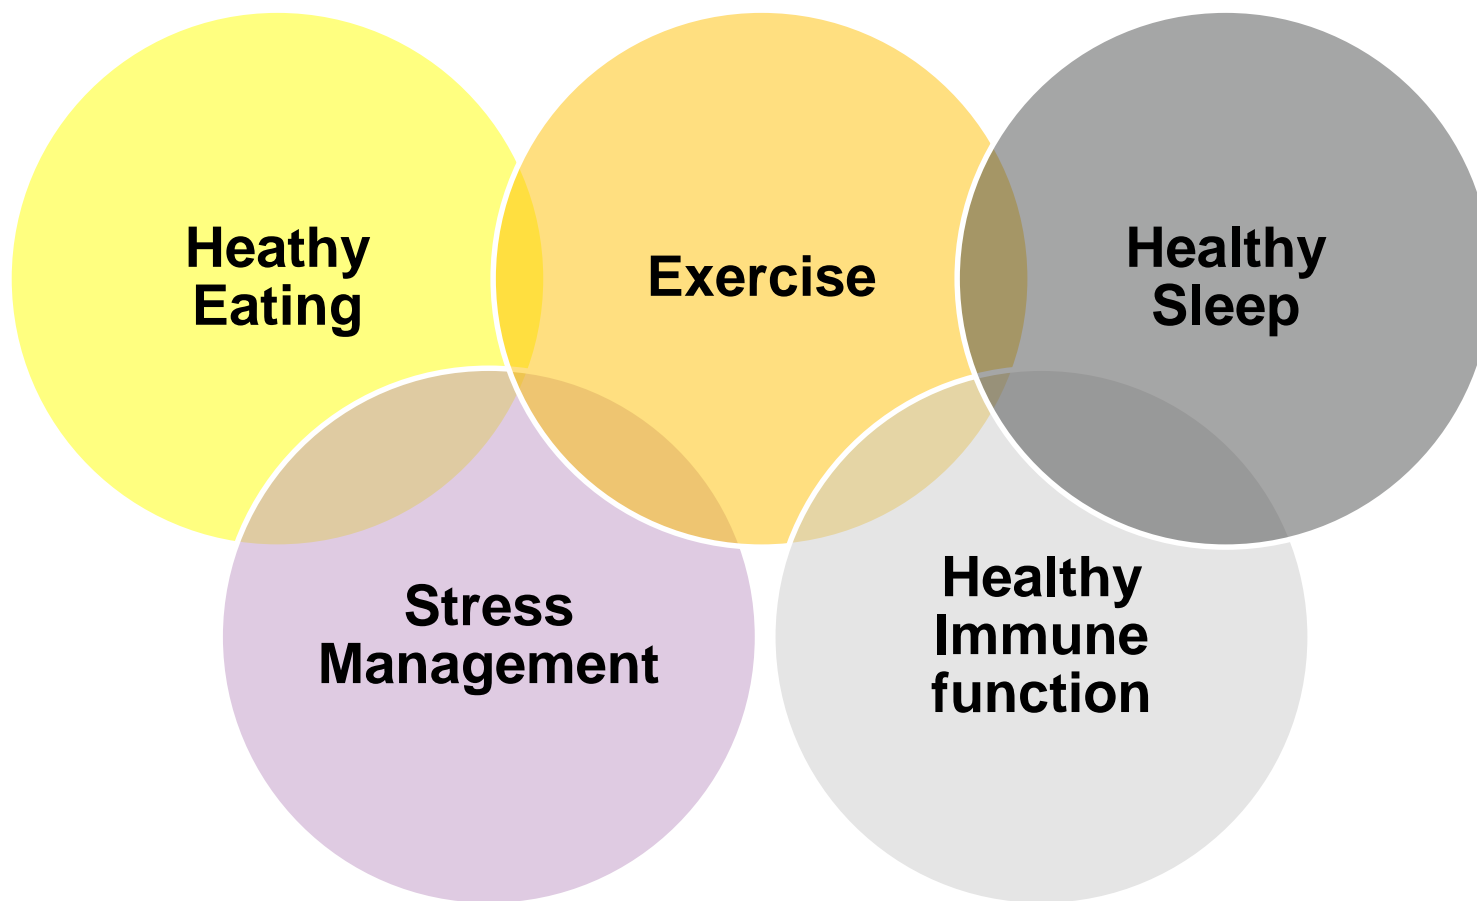 Heathy
Eating
Exercise
Healthy
Sleep
Stress
Management
Healthy
Immune
function